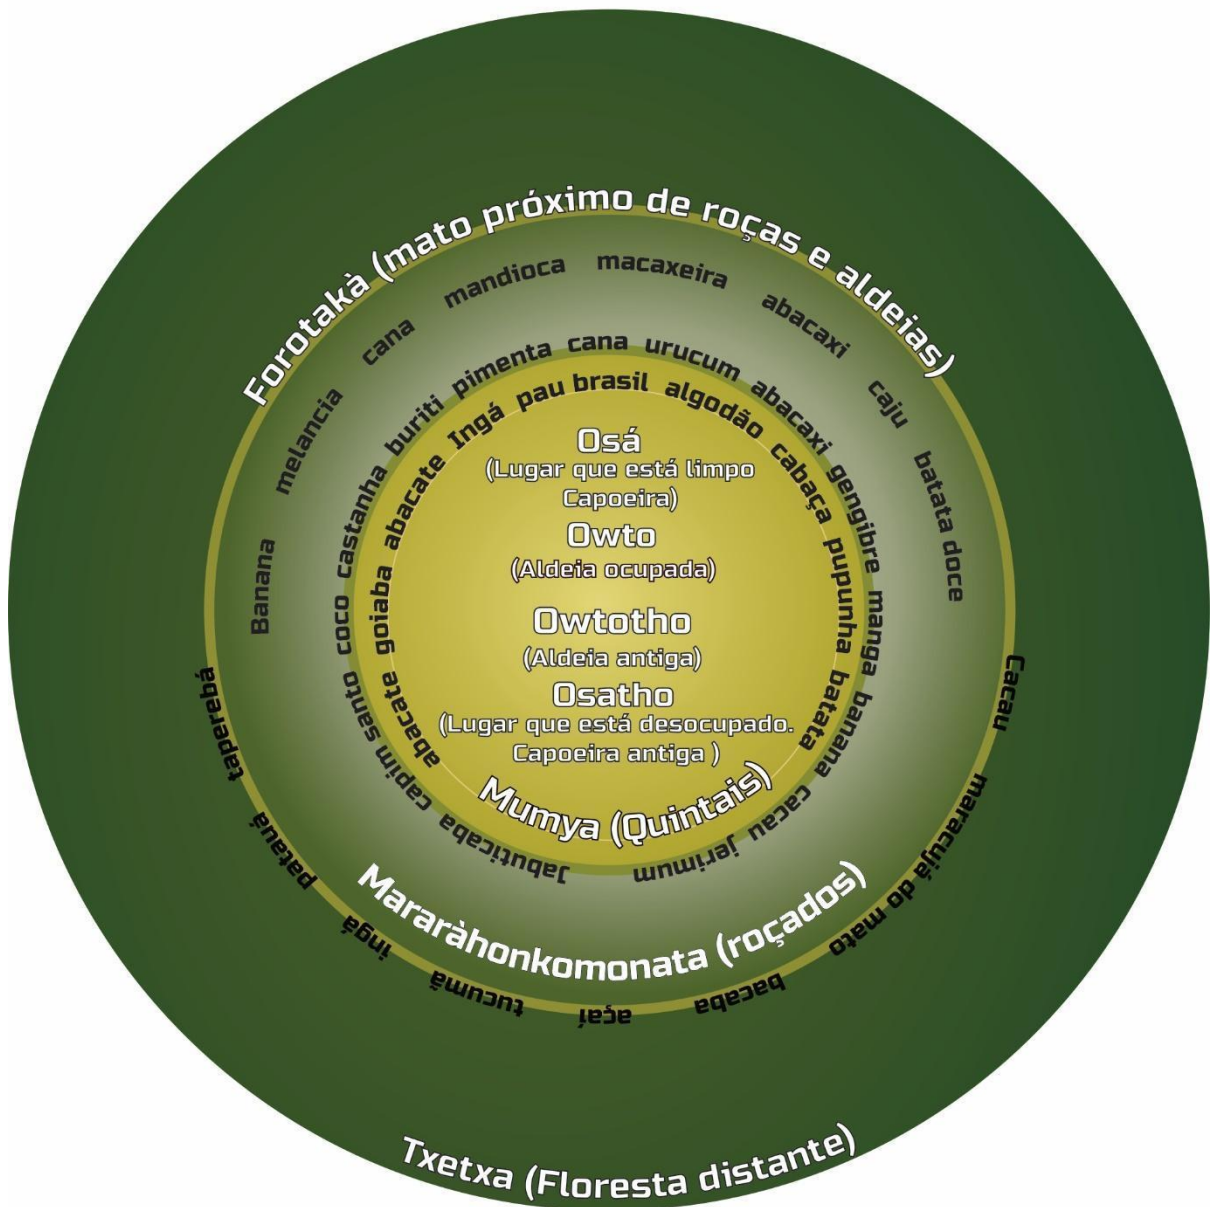 Forotakà (mato próximo de roças e aldeias)
Banana melancia cana mandioca macaxeira abacaxi caju batata doce
Jabuticaba capim santo coco castanha buriti pimenta cana urucum abacaxi gengibre manga banana cacau jerimum
abacate goiaba abacate Ingá pau brasil algodão cabaça pupunha batata
Osá
(Lugar que está limpo
Capoeira)
Owto
(Aldeia ocupada)
Owtotho
(Aldeia antiga)
Osatho
(Lugar que está desocupado.
Capoeira antiga )
Mumya (Quintais)
Mararàhonkomonata (roçados)
Cacau maracujá do mato bacaba açaí tucumã ingá patauá taperebá
Txetxa (Floresta distante)